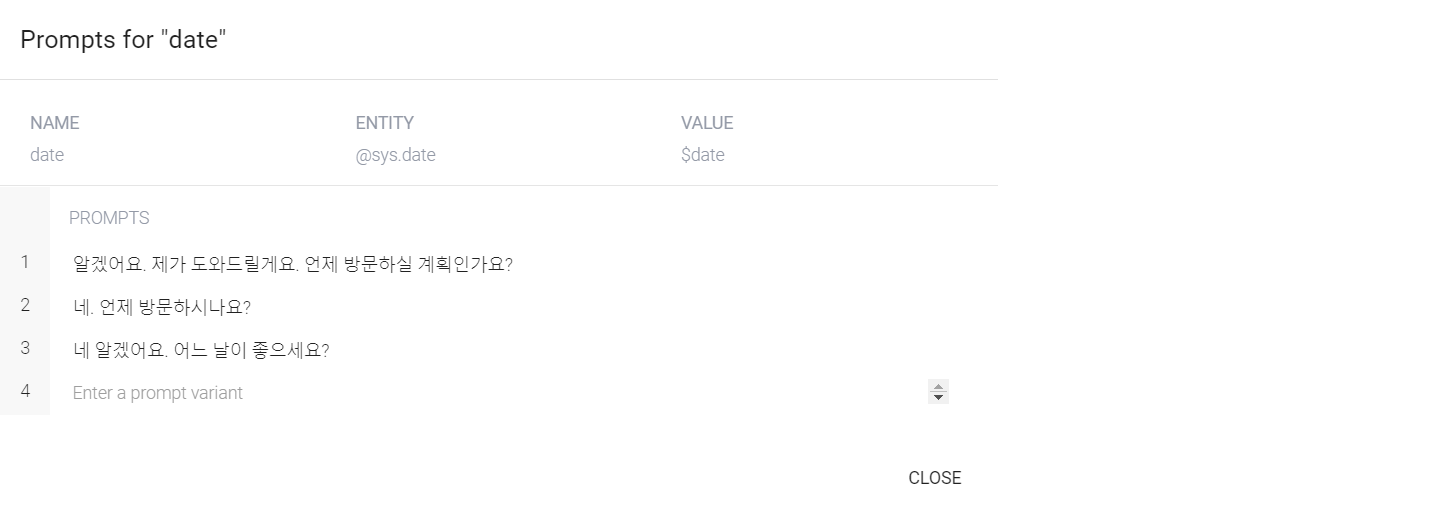 Prompts for "date"
NAME ENTITY VALUE
date @sys.date $date
PROMPTS
1 알겠어요. 제가 도와드릴게요. 언제 방문하실 계획인가요?
2 네. 언제 방문하시나요?
3 네 알겠어요. 어느 날이 좋으세요?
4 Enter a prompt variant
CLOSE